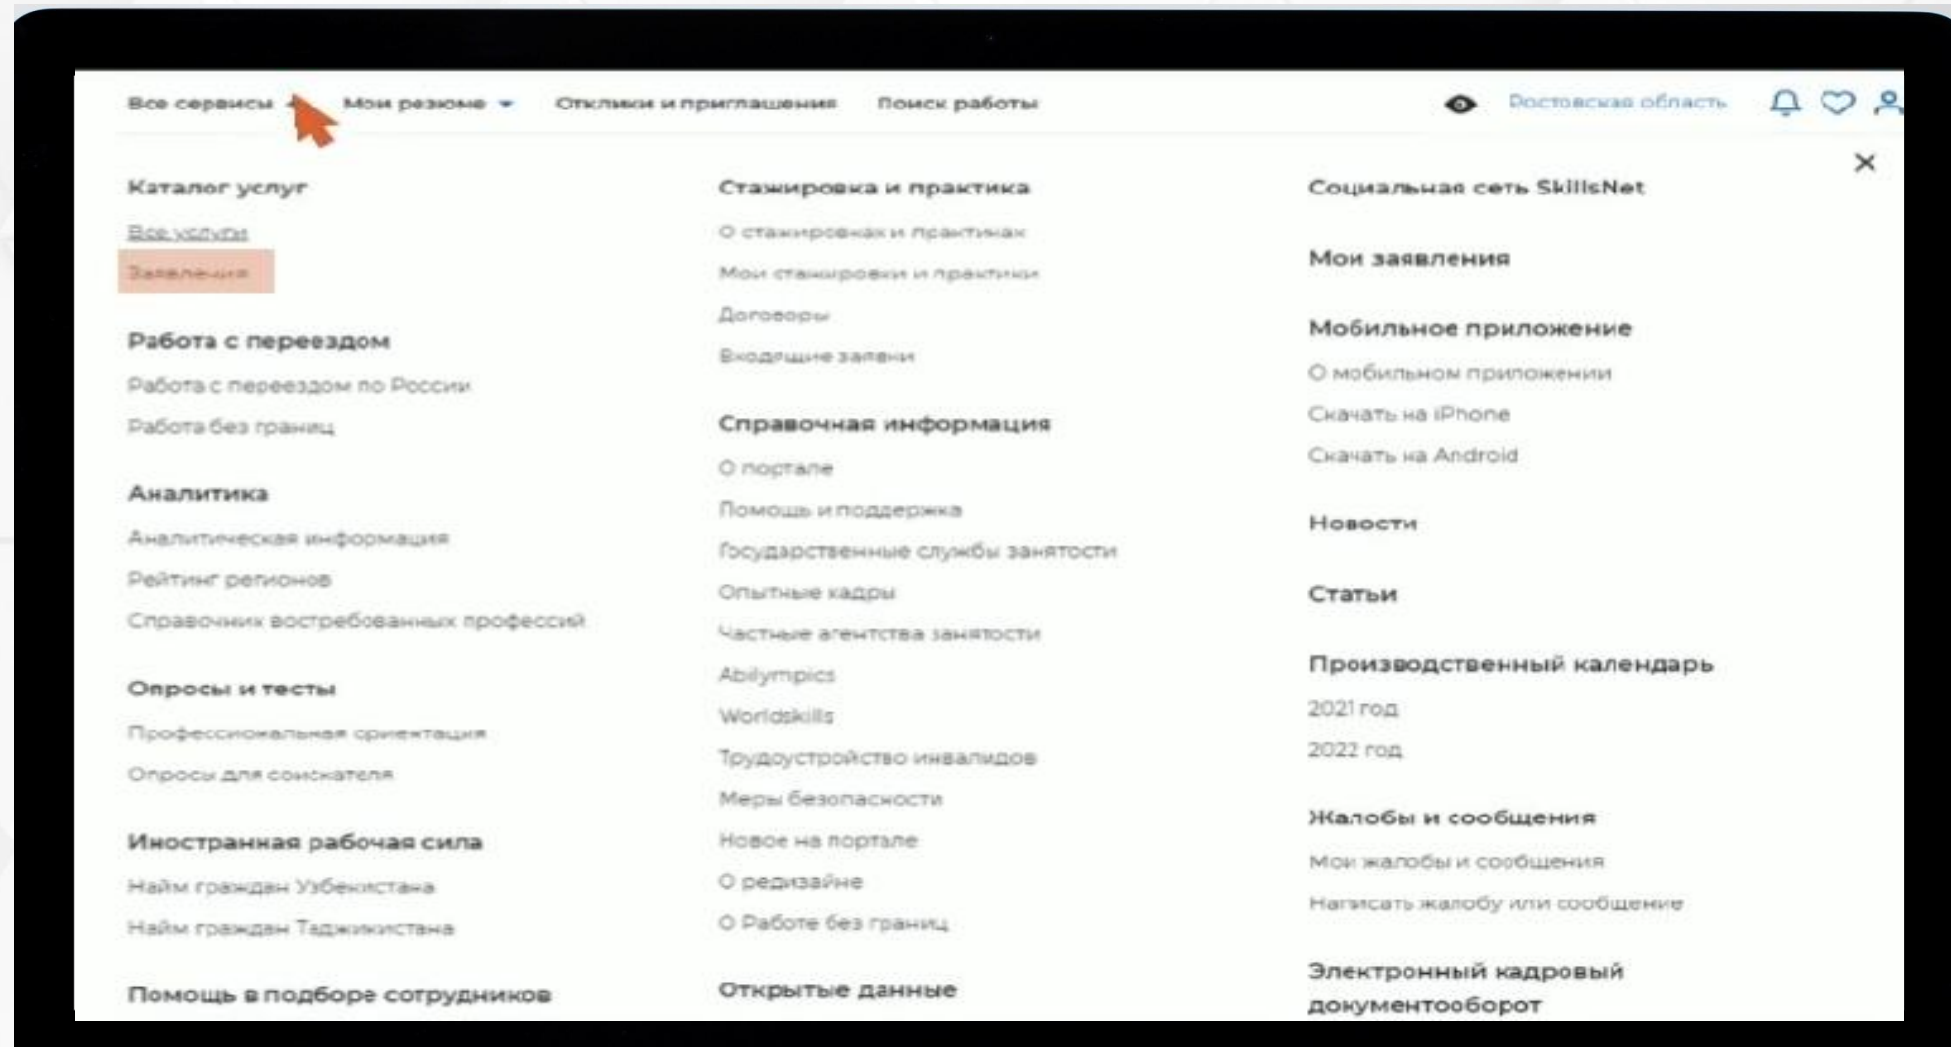 Все сервисы
Мои резюме
Отклики и приглашения
Поиск работы
Ростовская область
Каталог услуг
Все услуги
Заявления
Работа с переездом
Работа с переездом по России
Работа без границ
Аналитика
Аналитическая информация
Рейтинг регионов
Справочник востребованных профессий
Опросы и тесты
Профессиональная ориентация
Опросы для соискателя
Иностранная рабочая сила
Найм граждан Узбекистана
Найм граждан Таджикистана
Помощь в подборе сотрудников
Стажировка и практика
О стажировках и практиках
Мои стажировки и практики
Договоры
Входящие заявки
Справочная информация
О портале
Помощь и поддержка
Государственные службы занятости
Опытные кадры
Частные агентства занятости
Abilympics
Worldskills
Трудоустройство инвалидов
Меры безопасности
Новое на портале
О редизайне
О Работе без границ
Открытые данные
Социальная сеть SkillsNet
Мои заявления
Мобильное приложение
О мобильном приложении
Скачать на iPhone
Скачать на Android
Новости
Статьи
Производственный календарь
2021 год
2022 год
Жалобы и сообщения
Мои жалобы и сообщения
Написать жалобу или сообщение
Электронный кадровый
документооборот